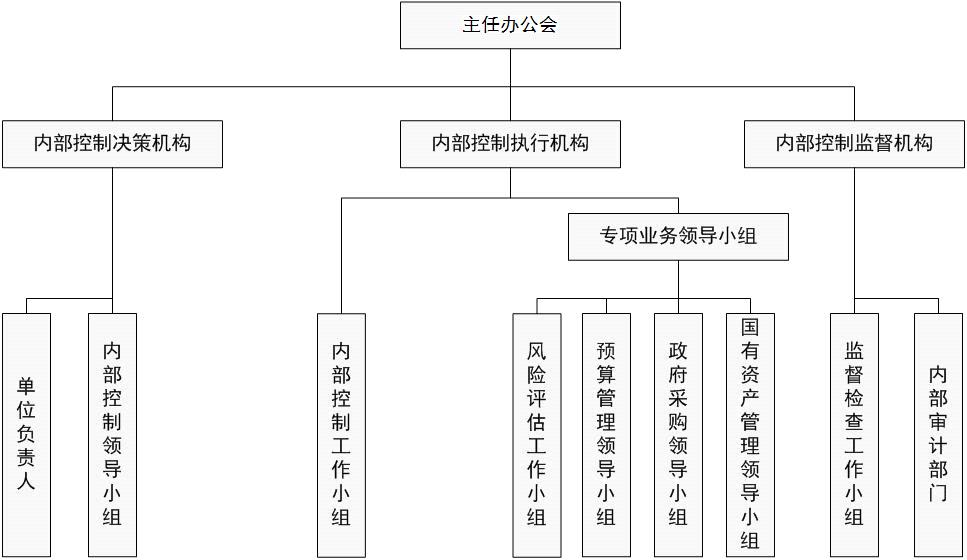 主任办公会
内部控制决策机构
内部控制执行机构
内部控制监督机构
专项业务领导小组
单位负责人
内部控制领导小组
内部控制工作小组
风险评估工作小组
预算管理领导小组
政府采购领导小组
国有资产管理领导小组
监督检查工作小组
内部审计部门